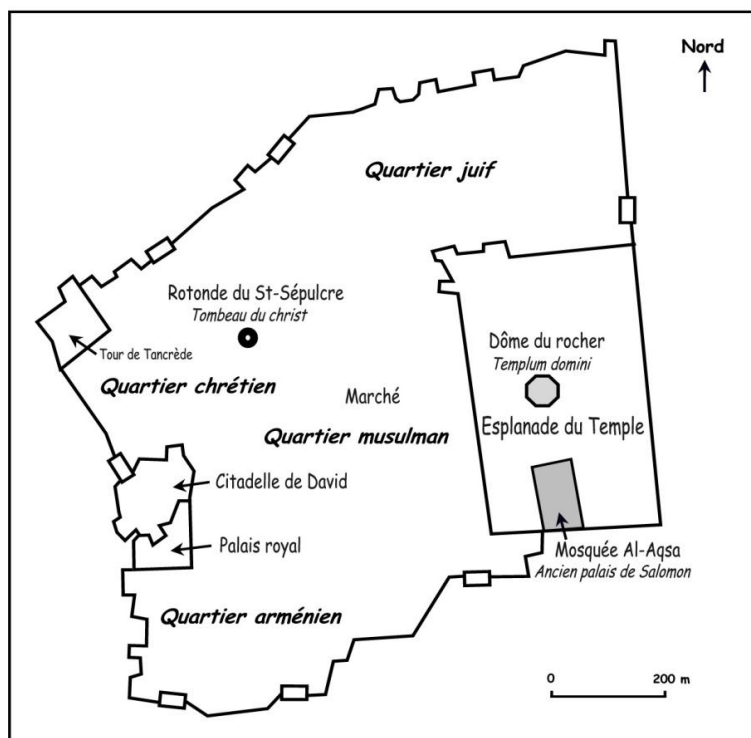 Nord
Quartier juif
Rotonde du St-Sépulcre
Tombeau du christ
Tour de Tancrède
Quartier chrétien
Dôme du rocher
Templum domini
Marché
Esplanade du Temple
Quartier musulman
Citadelle de David
Palais royal
Mosquée Al-Aqsa
Ancien palais de Salomon
Quartier arménien
0
200 m